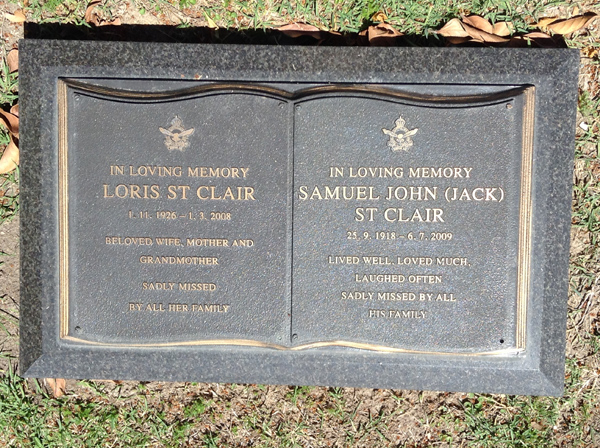 IN LOVING MEMORY
LORIS ST CLAIR
1. 11. 1926 – 1. 3. 2008
BELOVED WIFE, MOTHER AND
GRANDMOTHER
SADLY MISSED
BY ALL HER FAMILY
IN LOVING MEMORY
SAMUEL JOHN (JACK)
ST CLAIR
25. 9. 1918 – 6. 7. 2009
LIVED WELL, LOVED MUCH,
LAUGHED OFTEN
SADLY MISSED BY ALL
HIS FAMILY